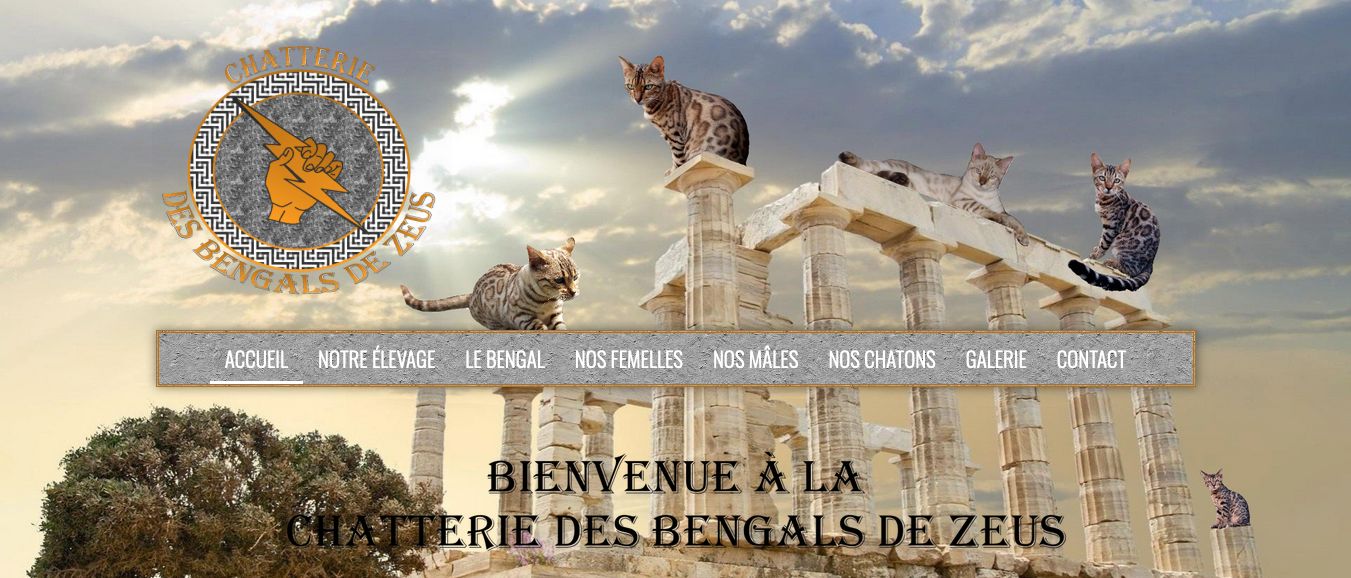 CHATTERIE
DES BENGALS DE ZEUS
ACCUEIL NOTRE ÉLEVAGE LE BENGAL NOS FEMELLES NOS MÂLES NOS CHATONS GALERIE CONTACT
BIENVENUE À LA
CHATTERIE DES BENGALS DE ZEUS